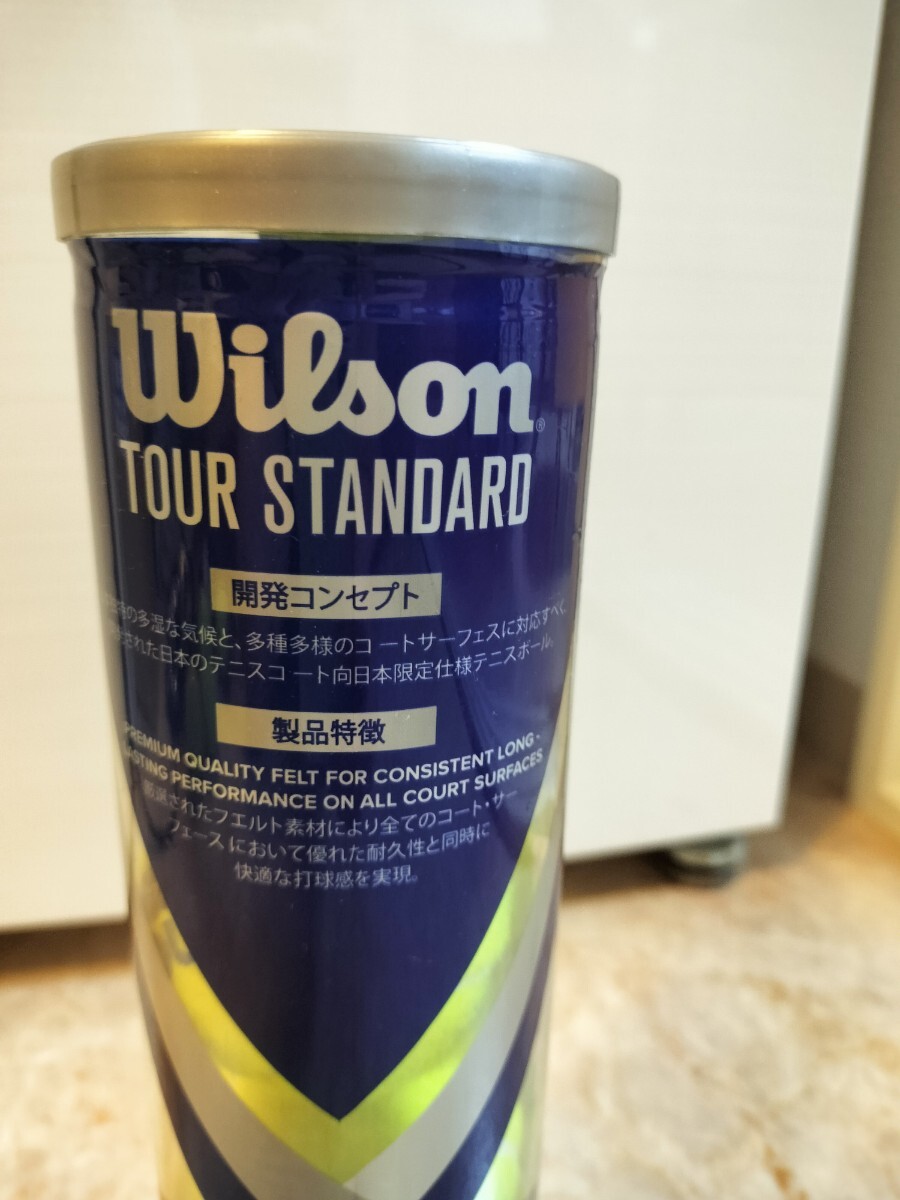 Wilson®
TOUR STANDARD
開発コンセプト
の多湿な気候と、多種多様のコートサーフェスに対応すべく
された日本のテニスコート向日本限定仕様テニスボール。
製品特徴
PREMIUM QUALITY FELT FOR CONSISTENT LONG-
LASTING PERFORMANCE ON ALL COURT SURFACES
厳選されたフエルト素材により全てのコート・サー
フェースにおいて優れた耐久性と同時に
快適な打球感を実現。